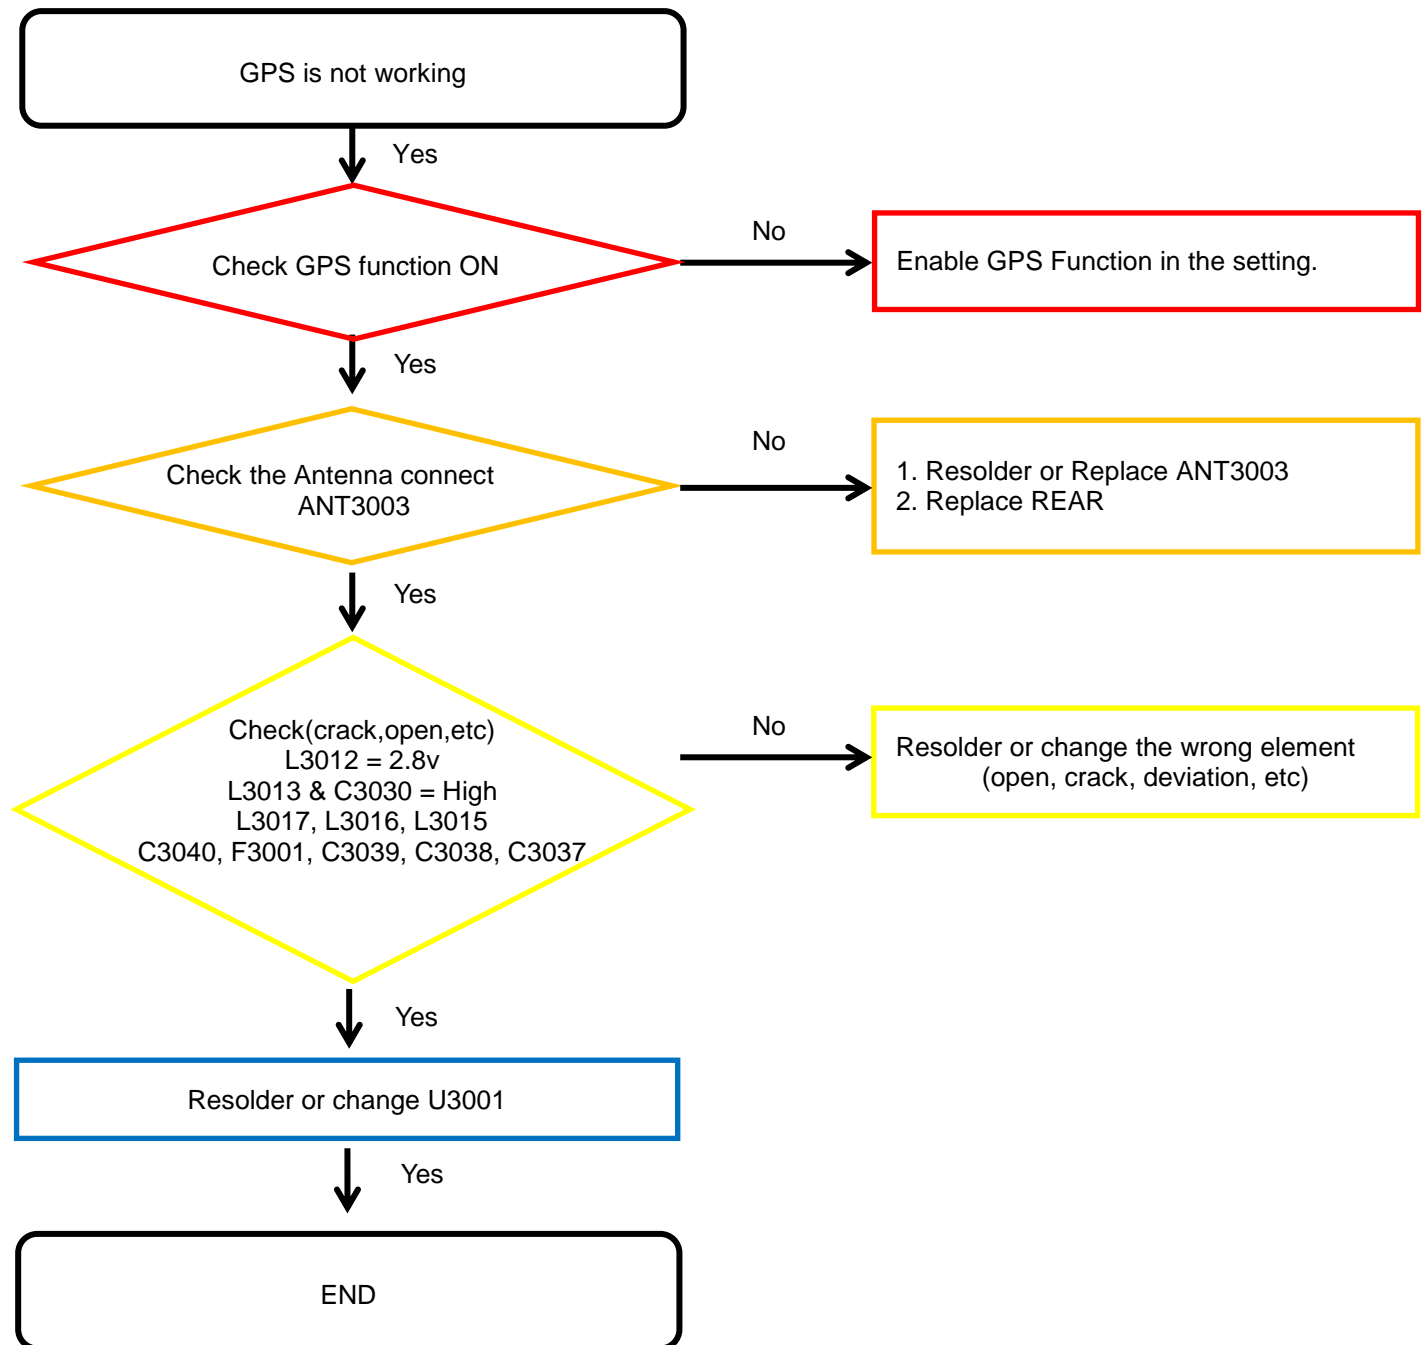 GPS is not working
Yes
Check GPS function ON
No
Enable GPS Function in the setting.
Yes
Check the Antenna connect
ANT3003
No
1. Resolder or Replace ANT3003
2. Replace REAR
Yes
Check(crack,open,etc)
L3012 = 2.8v
L3013 & C3030 = High
L3017, L3016, L3015
C3040, F3001, C3039, C3038, C3037
No
Resolder or change the wrong element
(open, crack, deviation, etc)
Yes
Resolder or change U3001
Yes
END